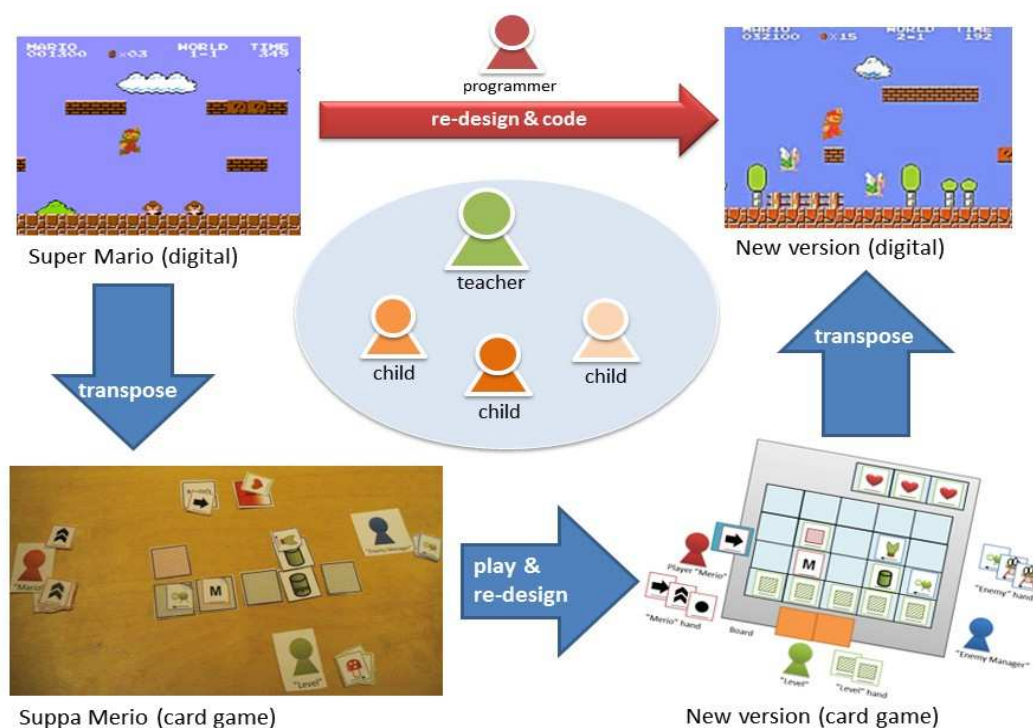 MARIO WORLD TIME
001300 ×03 1-1 349
programmer
re-design & code
MARIO WORLD TIME
032100 ×15 2-1 192
Super Mario (digital)
New version (digital)
teacher
child
child
child
transpose
transpose
"Mario"
M
"Enemy Manager"
"Level"
play &
re-design
Player "Merio"
M
"Merio" hand
Board
"Level"
"Level" hand
"Enemy" hand
"Enemy Manager"
Suppa Merio (card game)
New version (card game)